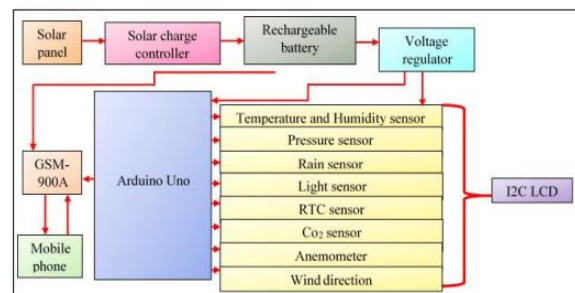 Solar
panel
Solar charge
controller
Rechargeable
battery
Voltage
regulator
GSM-
900A
Mobile
phone
Arduino Uno
Temperature and Humidity sensor
Pressure sensor
Rain sensor
Light sensor
RTC sensor
Co₂ sensor
Anemometer
Wind direction
I2C LCD